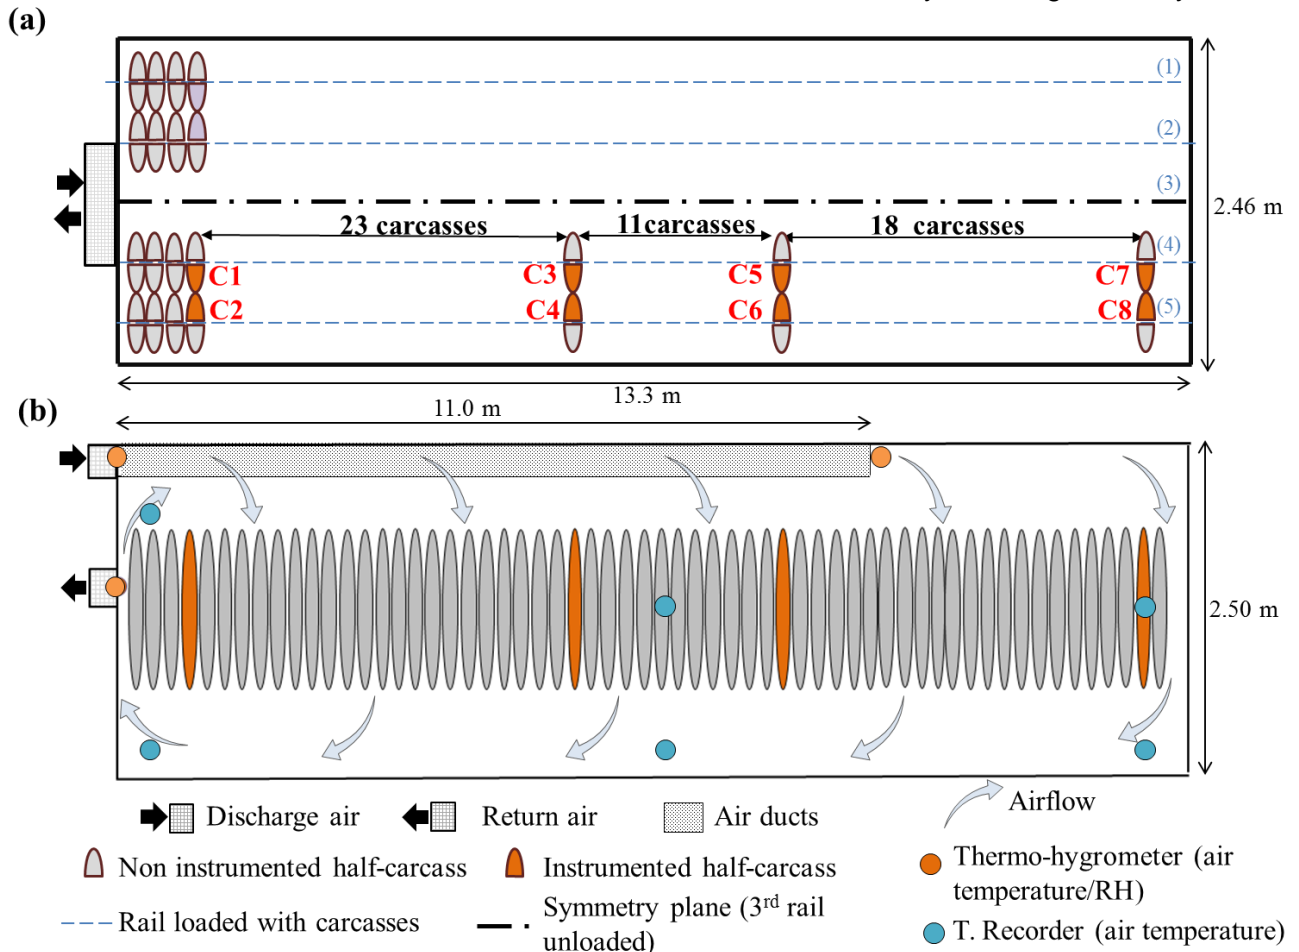 (a)
(1)
(2)
(3)
2.46 m
23 carcasses
11carcasses
18 carcasses
(4)
C1
C3
C5
C7
C2
C4
C6
C8
(5)
13.3 m
(b)
11.0 m
2.50 m
Discharge air
Return air
Air ducts
Airflow
Non instrumented half-carcass
Instrumented half-carcass
Thermo-hygrometer (air
temperature/RH)
Rail loaded with carcasses
Symmetry plane (3rd rail
unloaded)
T. Recorder (air temperature)